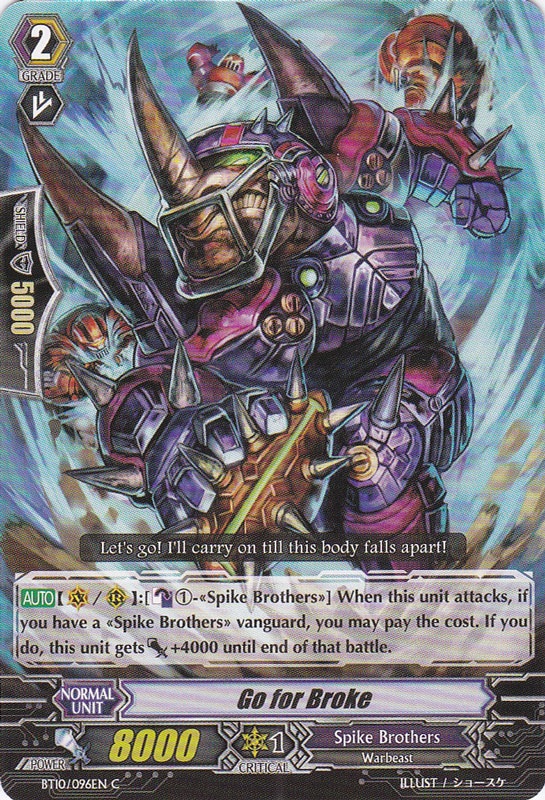 2
GRADE
SHIELD
5000
Let's go! I'll carry on till this body falls apart!
AUTO【 V / R 】:[ ①-«Spike Brothers»] When this unit attacks, if
you have a «Spike Brothers» vanguard, you may pay the cost. If you
do, this unit gets +4000 until end of that battle.
NORMAL
UNIT
Go for Broke
POWER
8000
1
CRITICAL
Spike Brothers
Warbeast
BT10/096EN C
ILLUST / ショースケ